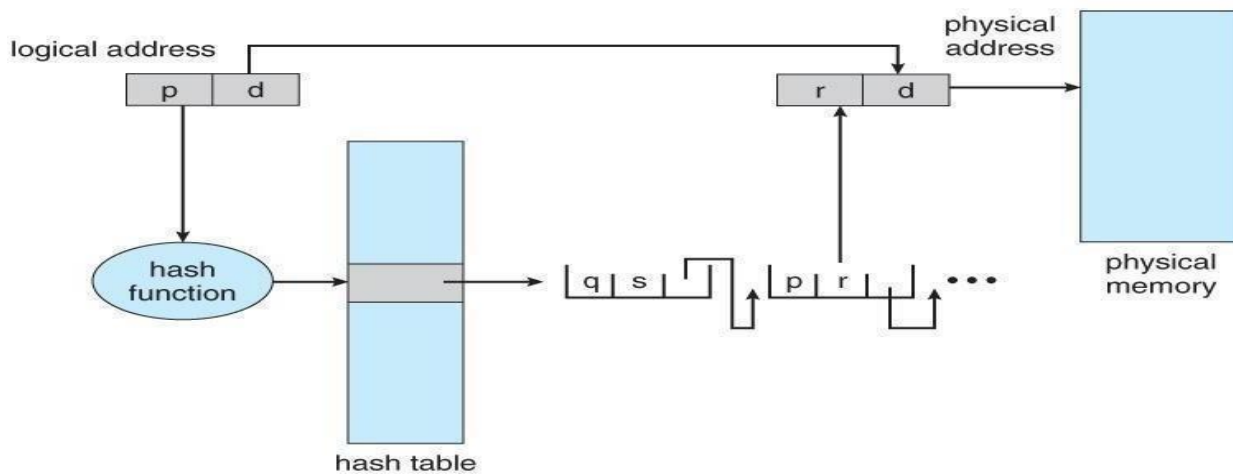 logical address
p d
physical
address
r d
hash
function
q s
p r
•••
physical
memory
hash table